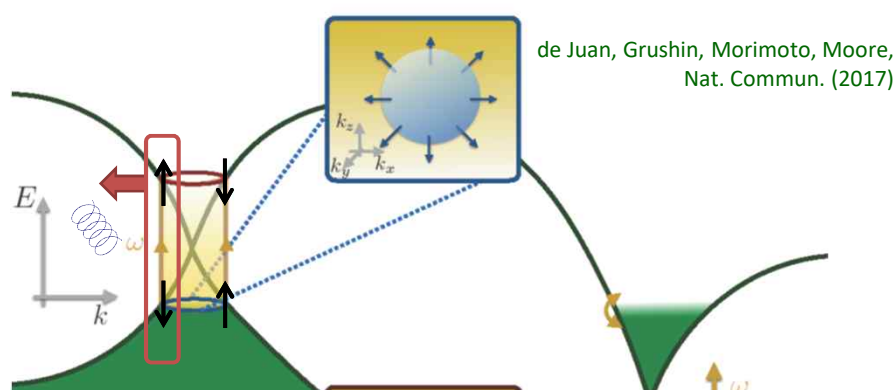 de Juan, Grushin, Morimoto, Moore,
Nat. Commun. (2017)
k_z
k_y
k_x
E
ω
k
ω